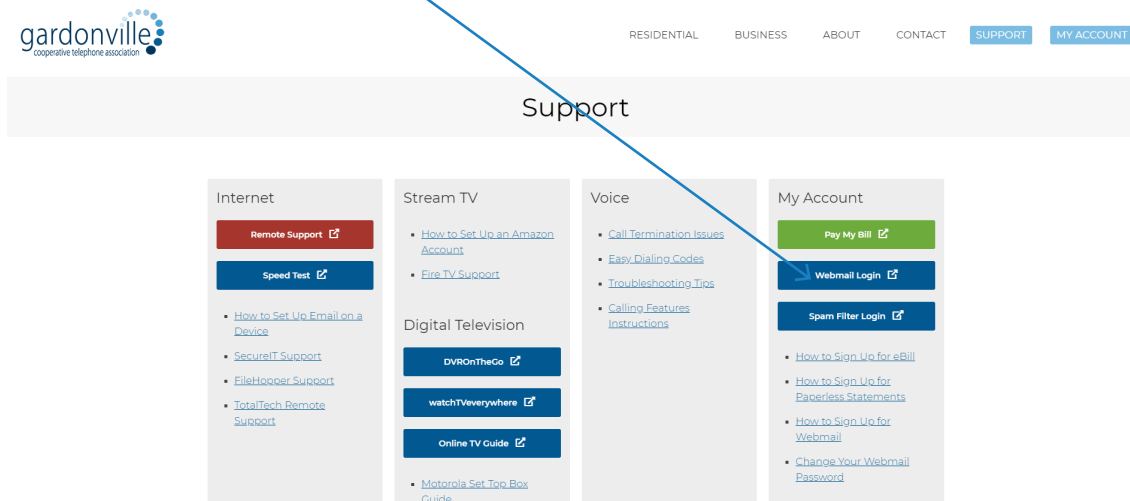 gardonville
cooperative telephone association
RESIDENTIAL
BUSINESS
ABOUT
CONTACT
SUPPORT
MY ACCOUNT
Support
Internet
Remote Support
Speed Test
How to Set Up Email on a
Device
SecureIT Support
FileHopper Support
TotalTech Remote
Support
Stream TV
How to Set Up an Amazon
Account
Fire TV Support
Digital Television
DVROnTheGo
watchTVeverywhere
Online TV Guide
Motorola Set Top Box
Guide
Voice
Call Termination Issues
Easy Dialing Codes
Troubleshooting Tips
Calling Features
Instructions
My Account
Pay My Bill
Webmail Login
Spam Filter Login
How to Sign Up for eBill
How to Sign Up for
Paperless Statements
How to Sign Up for
Webmail
Change Your Webmail
Password